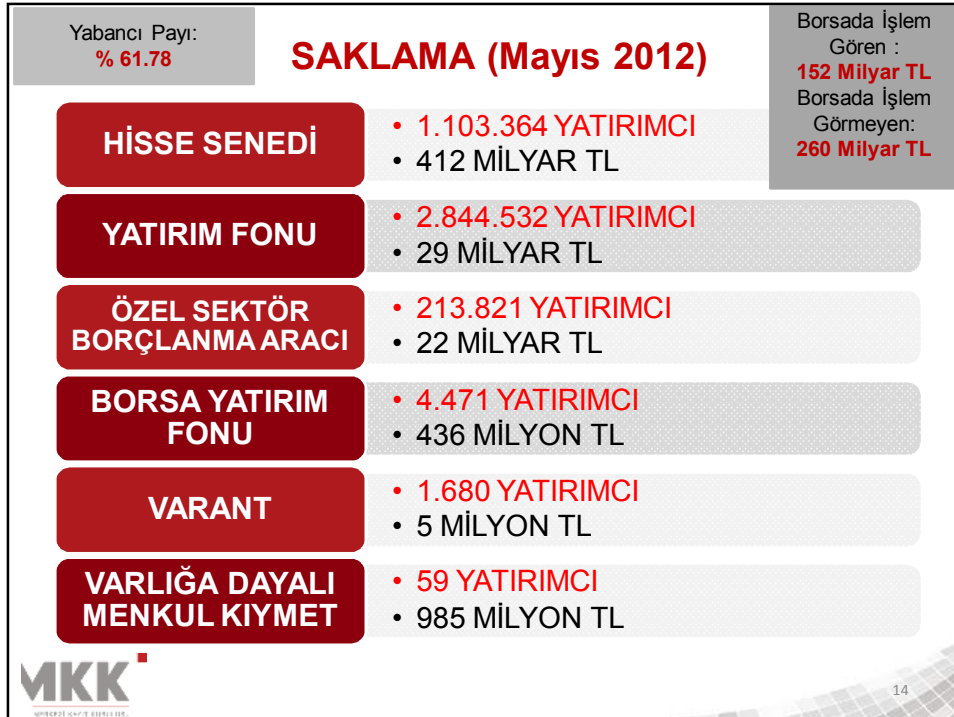 Yabancı Payı:
% 61.78
SAKLAMA (Mayıs 2012)
Borsada İşlem
Gören :
152 Milyar TL
Borsada İşlem
Görmeyen:
260 Milyar TL
HİSSE SENEDİ
• 1.103.364 YATIRIMCI
• 412 MİLYAR TL
YATIRIM FONU
• 2.844.532 YATIRIMCI
• 29 MİLYAR TL
ÖZEL SEKTÖR
BORÇLANMA ARACI
• 213.821 YATIRIMCI
• 22 MİLYAR TL
BORSA YATIRIM
FONU
• 4.471 YATIRIMCI
• 436 MİLYON TL
VARANT
• 1.680 YATIRIMCI
• 5 MİLYON TL
VARLIĞA DAYALI
MENKUL KIYMET
• 59 YATIRIMCI
• 985 MİLYON TL
MKK
14